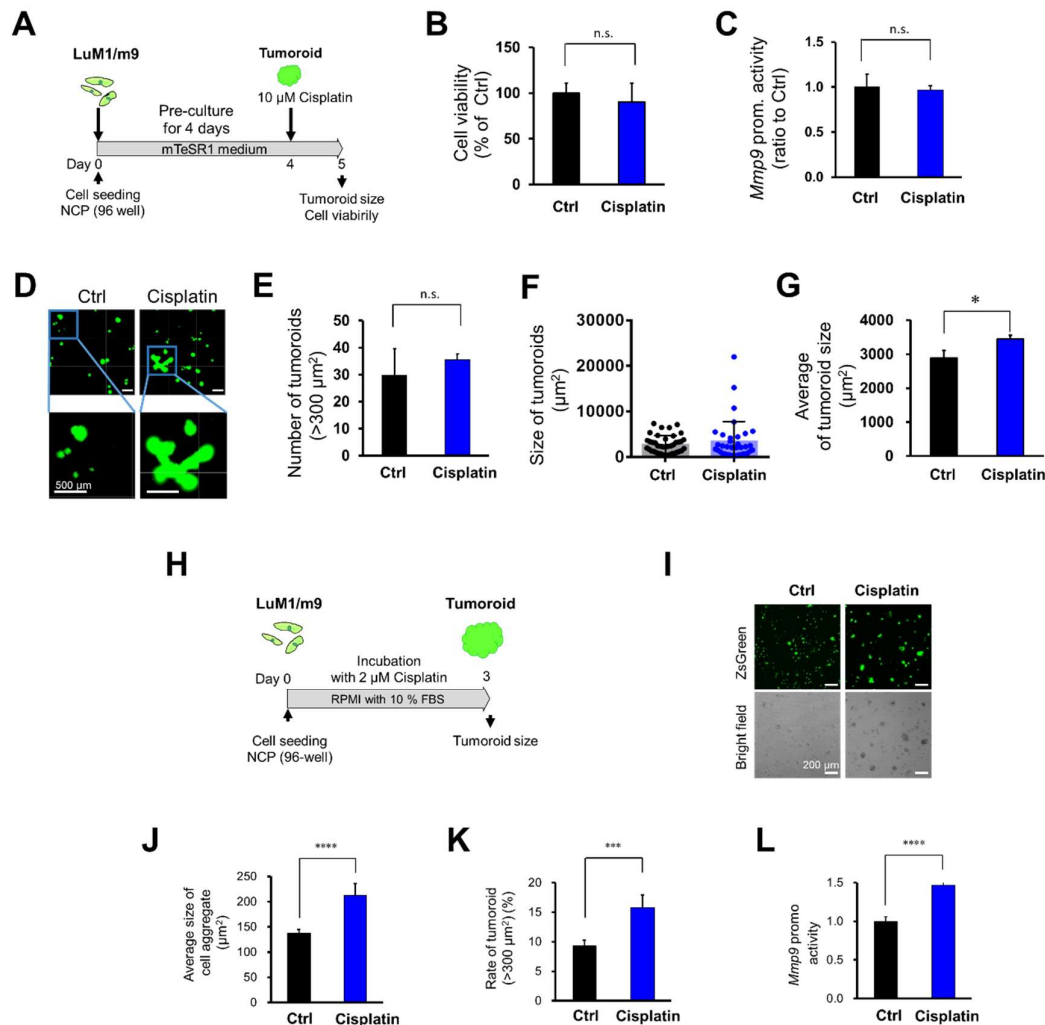 A
LuM1/m9
Tumoroid
10 µM Cisplatin
Pre-culture
for 4 days
mTeSR1 medium
Day 0
4
5
Cell seeding
NCP (96 well)
Tumoroid size
Cell viabirily
B
n.s.
Cell viability
(% of Ctrl)
150
100
50
0
Ctrl
Cisplatin
C
n.s.
Mmp9 prom. activity
(ratio to Ctrl)
1.5
1.0
0.5
0.0
Ctrl
Cisplatin
D
Ctrl
Cisplatin
500 µm
E
n.s.
Number of tumoroids
(>300 µm²)
50
40
30
20
10
0
Ctrl
Cisplatin
F
Size of tumoroids
(µm²)
30000
20000
10000
0
Ctrl
Cisplatin
G
*
Average
of tumoroid size
(µm²)
4000
3000
2000
1000
0
Ctrl
Cisplatin
H
LuM1/m9
Tumoroid
Incubation
with 2 µM Cisplatin
Day 0
3
RPMI with 10 % FBS
Cell seeding
NCP (96-well)
Tumoroid size
I
Ctrl
Cisplatin
ZsGreen
Bright field
200 µm
J
****
Average size of
cell aggregate
(µm²)
250
200
150
100
50
0
Ctrl
Cisplatin
K
***
Rate of tumoroid
(>300 µm²) (%)
20
15
10
5
0
Ctrl
Cisplatin
L
****
Mmp9 promo
activity
1.5
1.0
0.5
0.0
Ctrl
Cisplatin